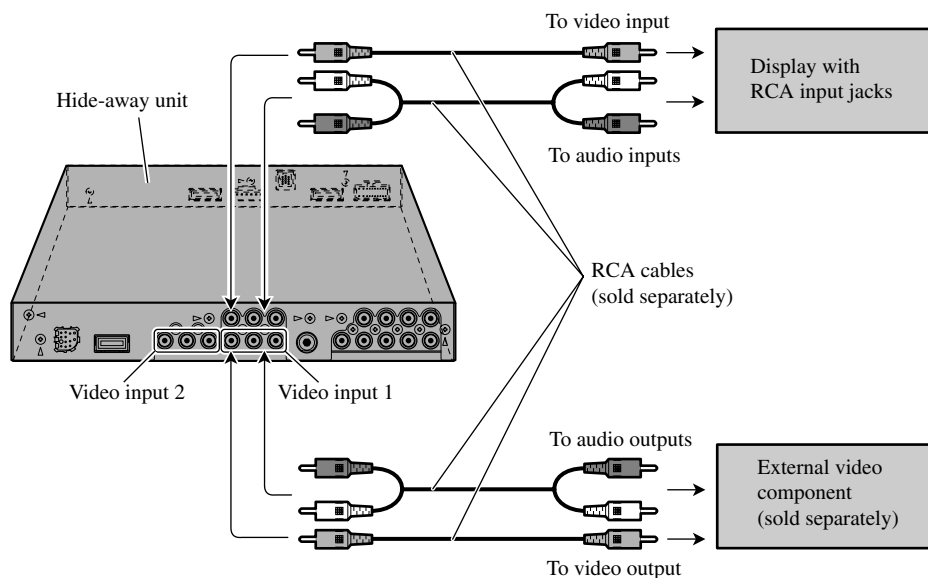 To video input
Display with
RCA input jacks
Hide-away unit
To audio inputs
RCA cables
(sold separately)
Video input 2
Video input 1
To audio outputs
External video
component
(sold separately)
To video output